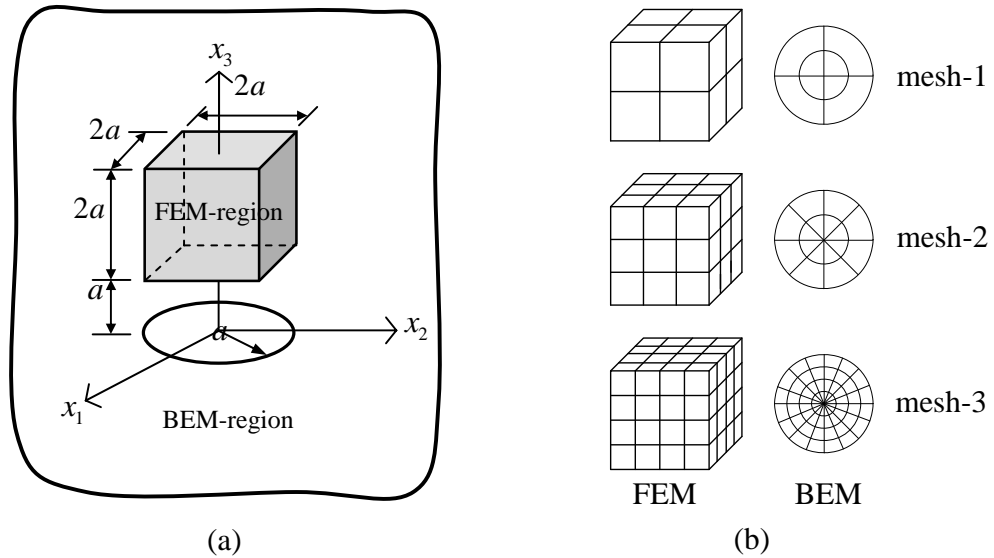 x3
2a
2a
2a
FEM-region
a
a
x2
x1
BEM-region
(a)
mesh-1
mesh-2
mesh-3
FEM BEM
(b)